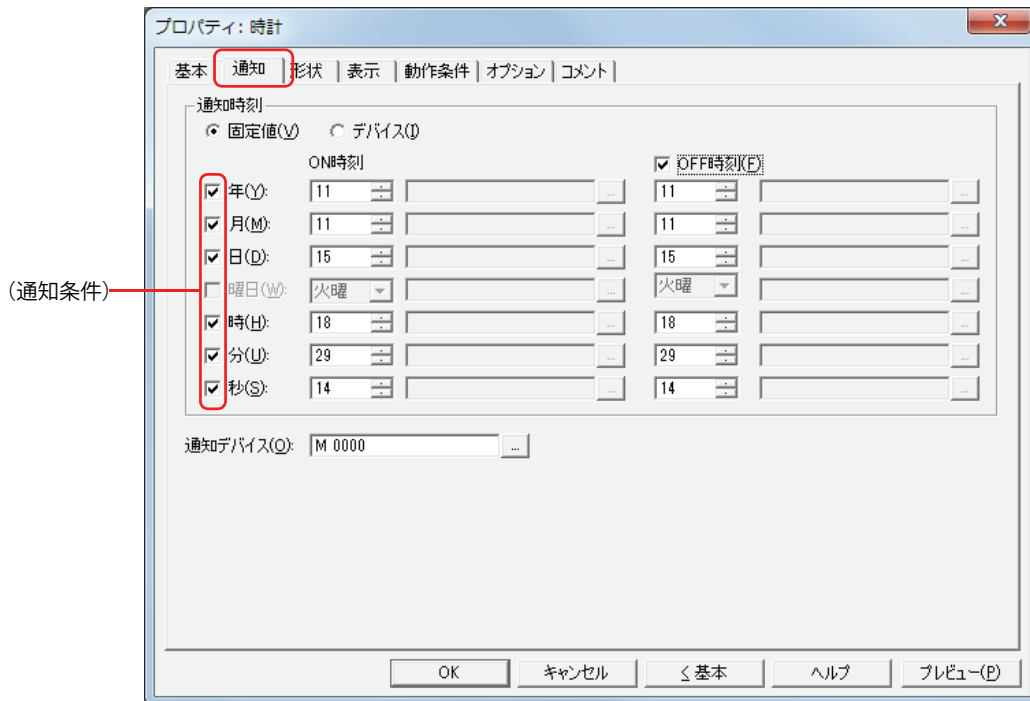 プロパティ: 時計
基本 通知 形状 表示 動作条件 オプション コメント
通知時刻
固定値(V) デバイス(I)
ON時刻 OFF時刻(F)
年(Y): 11 ... 11 ...
月(M): 11 ... 11 ...
日(D): 15 ... 15 ...
(通知条件)
曜日(W): 火曜 ... 火曜 ...
時(H): 18 ... 18 ...
分(U): 29 ... 29 ...
秒(S): 14 ... 14 ...
通知デバイス(O): M 0000 ...
OK キャンセル < 基本 ヘルプ プレビュー(P)